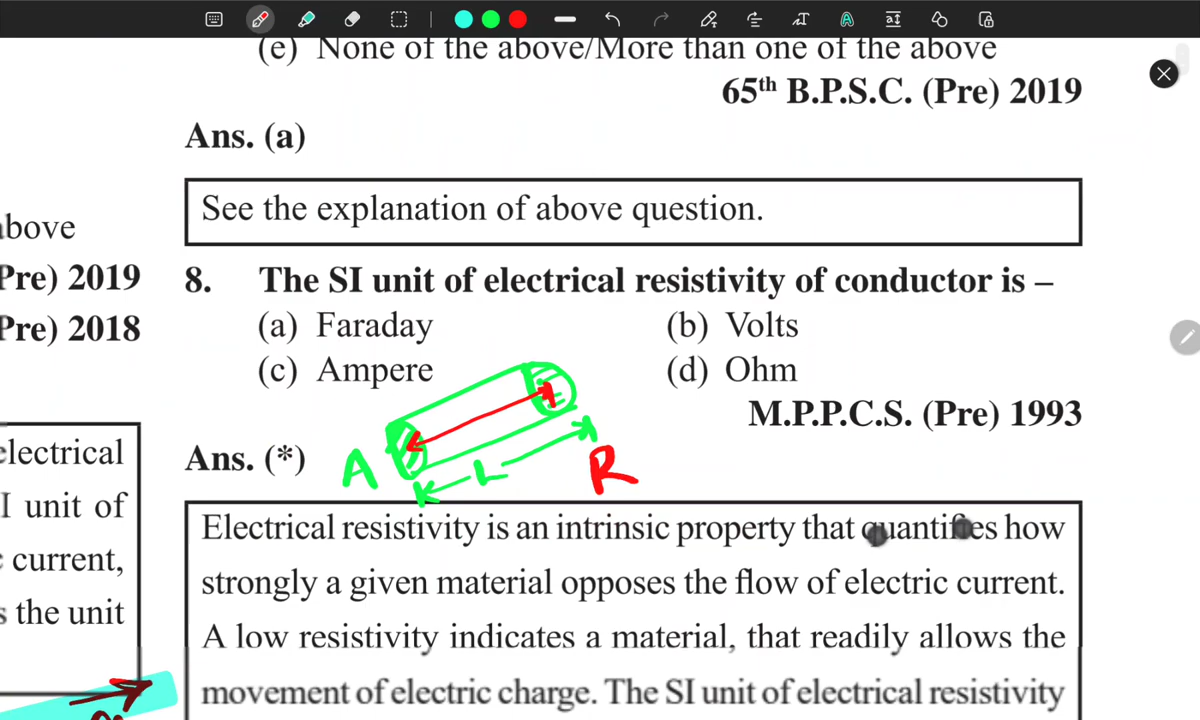 (e) None of the above/More than one of the above
65th B.P.S.C. (Pre) 2019
Ans. (a)
See the explanation of above question.
above
Pre) 2019
Pre) 2018
8. The SI unit of electrical resistivity of conductor is –
(a) Faraday (b) Volts
(c) Ampere (d) Ohm
M.P.P.C.S. (Pre) 1993
Ans. (*)
A L R
electrical
I unit of
current,
s the unit
Electrical resistivity is an intrinsic property that quantifies how
strongly a given material opposes the flow of electric current.
A low resistivity indicates a material, that readily allows the
movement of electric charge. The SI unit of electrical resistivity